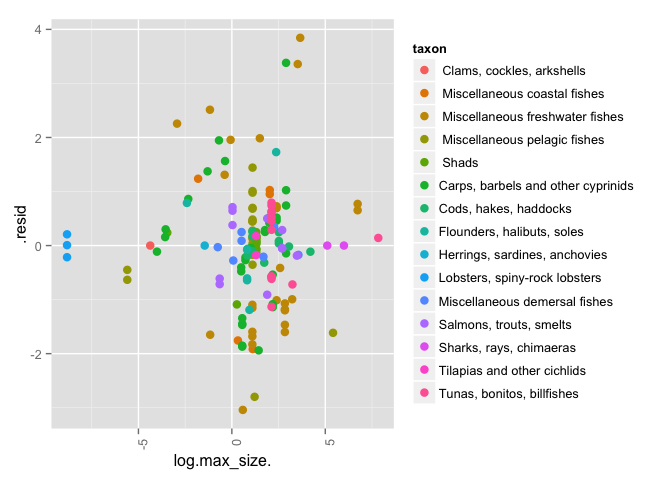 4
2
0
-2
.resid
-5
0
5
log.max_size.
taxon
Clams, cockles, arkshells
Miscellaneous coastal fishes
Miscellaneous freshwater fishes
Miscellaneous pelagic fishes
Shads
Carps, barbels and other cyprinids
Cods, hakes, haddocks
Flounders, halibuts, soles
Herrings, sardines, anchovies
Lobsters, spiny-rock lobsters
Miscellaneous demersal fishes
Salmons, trouts, smelts
Sharks, rays, chimaeras
Tilapias and other cichlids
Tunas, bonitos, billfishes